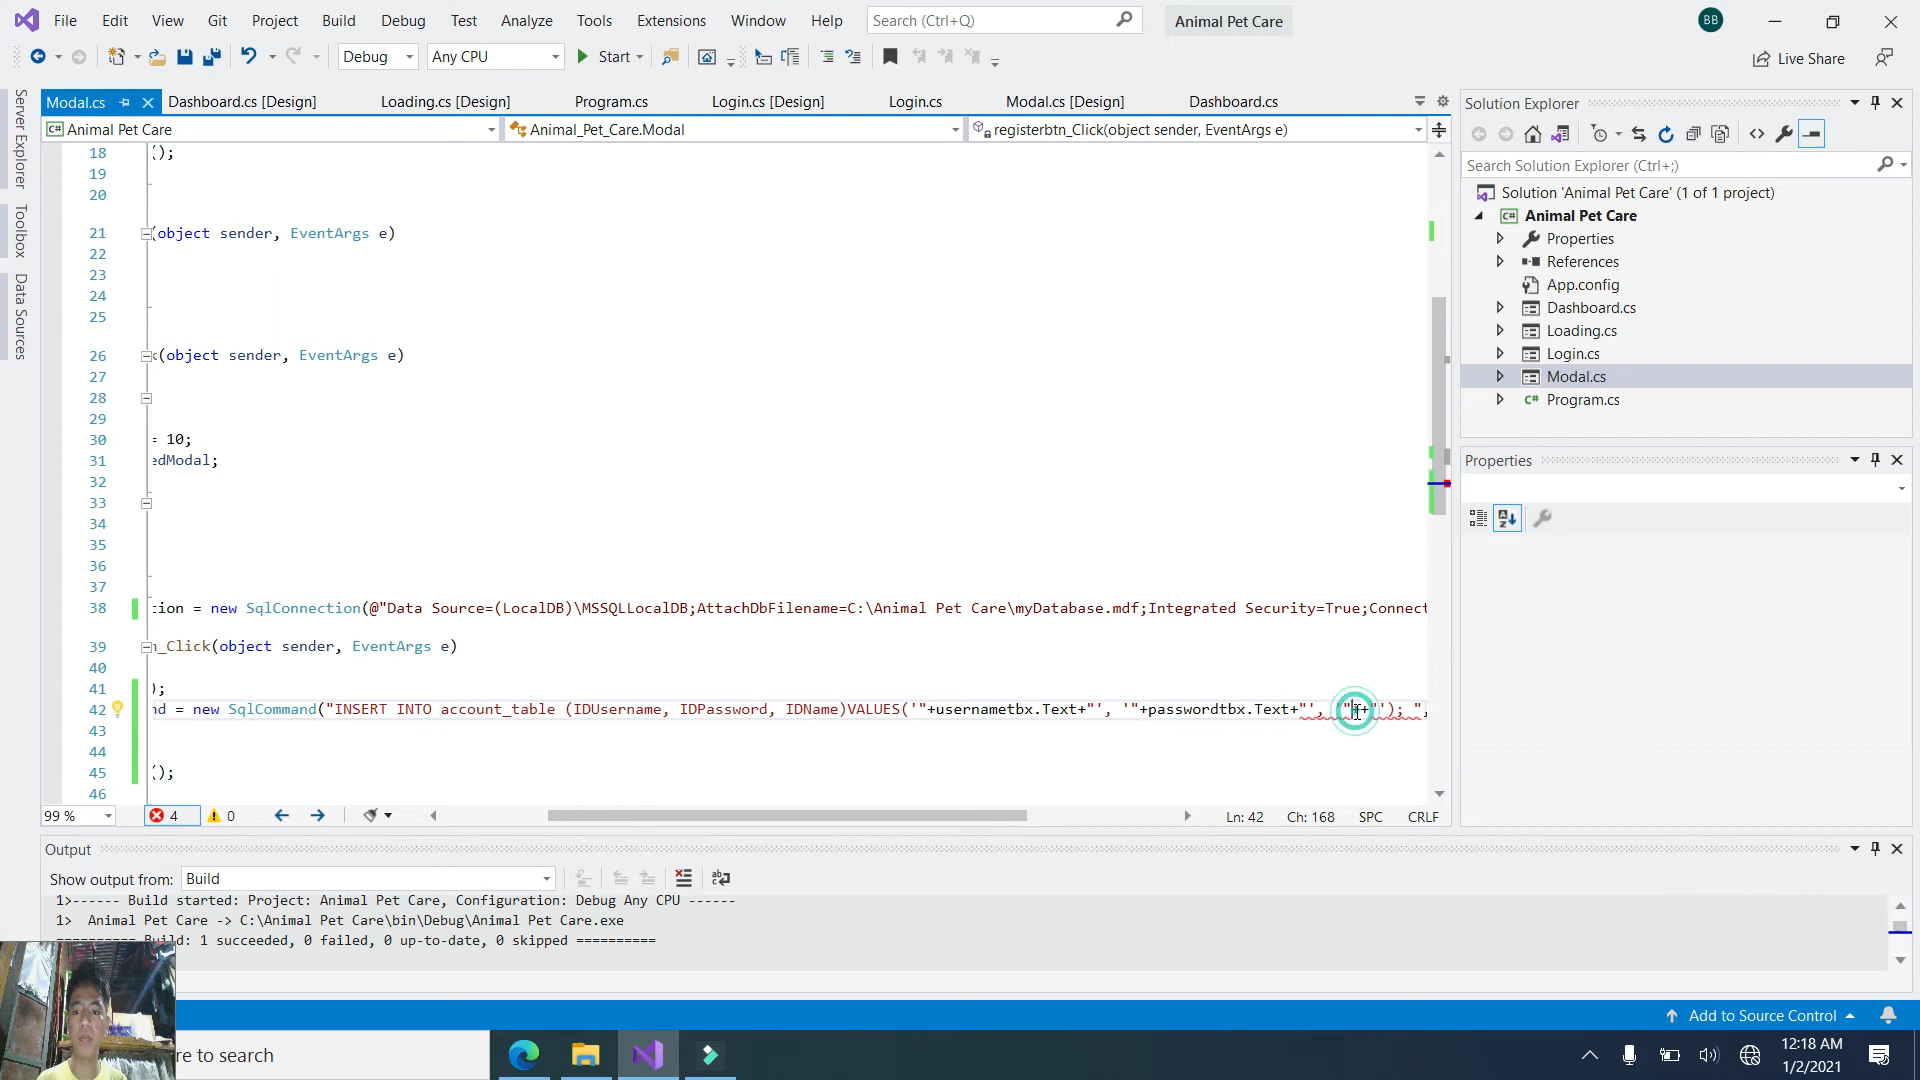 File Edit View Git Project Build Debug Test Analyze Tools Extensions Window Help Search (Ctrl+Q) Animal Pet Care BB
Debug Any CPU Start Live Share
Server Explorer
Toolbox
Data Sources
Modal.cs Dashboard.cs [Design] Loading.cs [Design] Program.cs Login.cs [Design] Login.cs Modal.cs [Design] Dashboard.cs
C# Animal Pet Care Animal_Pet_Care.Modal registerbtn_Click(object sender, EventArgs e)
18 ();
19
20
21 (object sender, EventArgs e)
22
23
24
25
26 (object sender, EventArgs e)
27
28
29
30 = 10;
31 edModal;
32
33
34
35
36
37
38 tion = new SqlConnection(@"Data Source=(LocalDB)\MSSQLLocalDB;AttachDbFilename=C:\Animal Pet Care\myDatabase.mdf;Integrated Security=True;Connect
39 n_Click(object sender, EventArgs e)
40
41 );
42 nd = new SqlCommand("INSERT INTO account_table (IDUsername, IDPassword, IDName)VALUES('"+usernametbx.Text+"', '"+passwordtbx.Text+"', '"++"'); ",
43
44
45 ();
46
99 % 4 0 Ln: 42 Ch: 168 SPC CRLF
Solution Explorer
Search Solution Explorer (Ctrl+;)
Solution 'Animal Pet Care' (1 of 1 project)
C# Animal Pet Care
Properties
References
App.config
Dashboard.cs
Loading.cs
Login.cs
Modal.cs
C# Program.cs
Properties
Output
Show output from: Build
1>------ Build started: Project: Animal Pet Care, Configuration: Debug Any CPU ------
1> Animal Pet Care -> C:\Animal Pet Care\bin\Debug\Animal Pet Care.exe
========== Build: 1 succeeded, 0 failed, 0 up-to-date, 0 skipped ==========
Add to Source Control
re to search
12:18 AM
1/2/2021